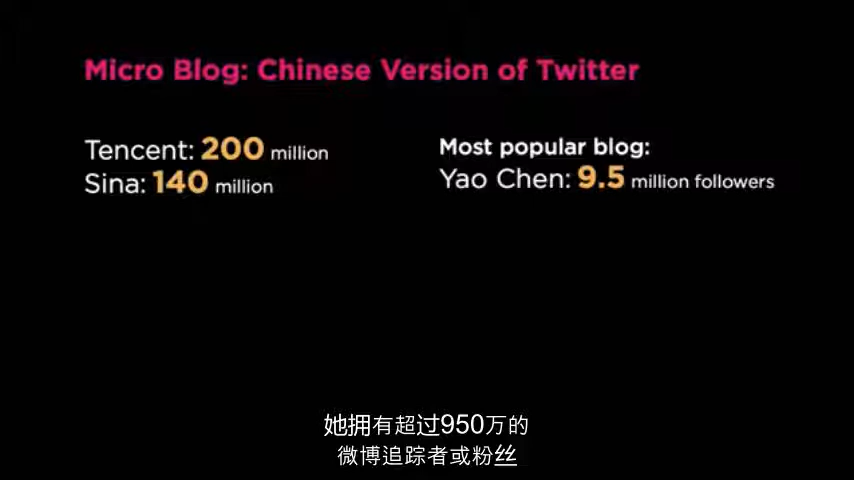 Micro Blog: Chinese Version of Twitter
Tencent: 200 million
Sina: 140 million
Most popular blog:
Yao Chen: 9.5 million followers
她拥有超过950万的
微博追踪者或粉丝